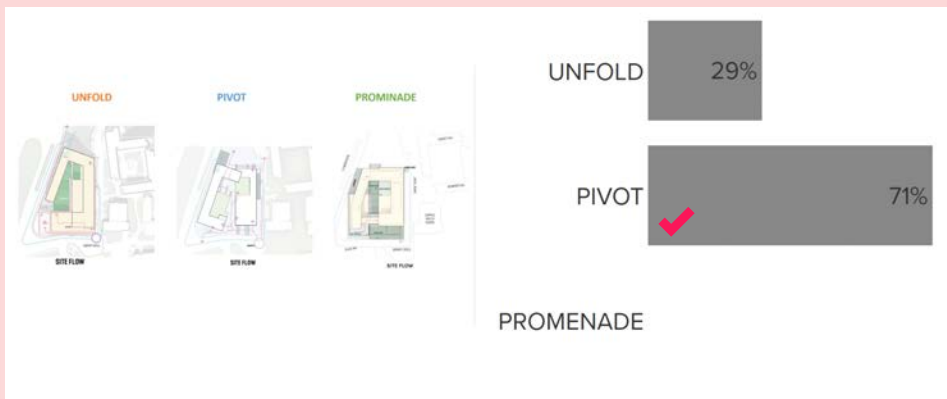 UNFOLD
PIVOT
PROMINADE
SITE FLOW
SITE FLOW
SITE FLOW
UNFOLD
29%
PIVOT
71%
PROMENADE